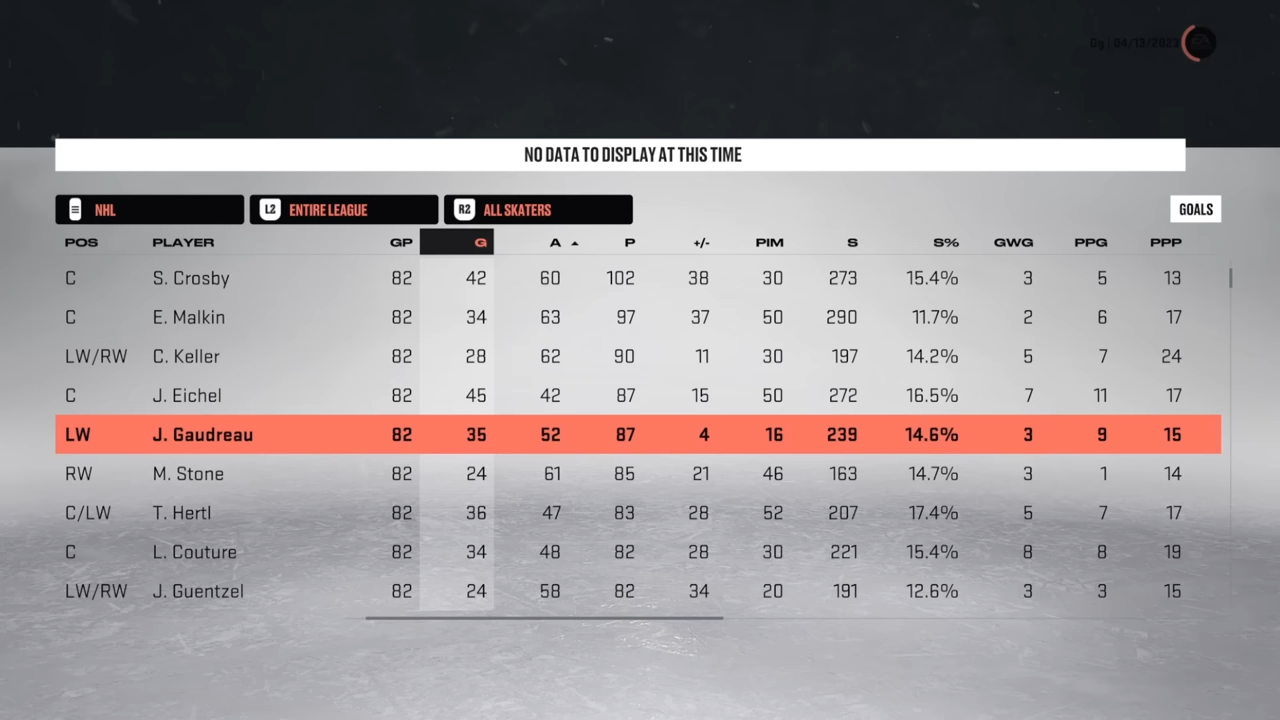 0g | 04/13/2023 EA
NO DATA TO DISPLAY AT THIS TIME
NHL L2 ENTIRE LEAGUE R2 ALL SKATERS GOALS
POS PLAYER GP G A P +/- PIM S S% GWG PPG PPP
C S. Crosby 82 42 60 102 38 30 273 15.4% 3 5 13
C E. Malkin 82 34 63 97 37 50 290 11.7% 2 6 17
LW/RW C. Keller 82 28 62 90 11 30 197 14.2% 5 7 24
C J. Eichel 82 45 42 87 15 50 272 16.5% 7 11 17
LW J. Gaudreau 82 35 52 87 4 16 239 14.6% 3 9 15
RW M. Stone 82 24 61 85 21 46 163 14.7% 3 1 14
C/LW T. Hertl 82 36 47 83 28 52 207 17.4% 5 7 17
C L. Couture 82 34 48 82 28 30 221 15.4% 8 8 19
LW/RW J. Guentzel 82 24 58 82 34 20 191 12.6% 3 3 15